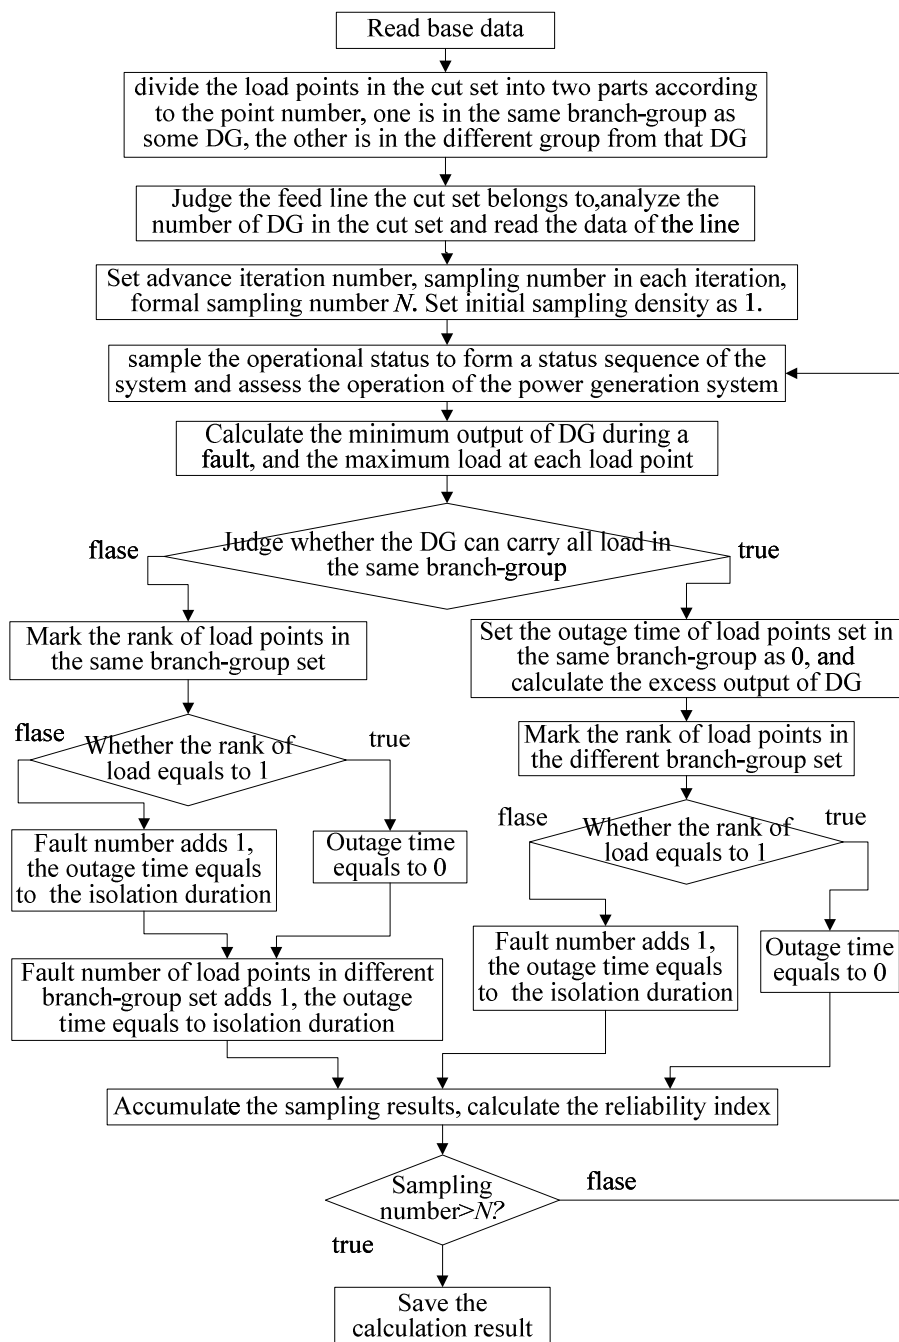 Read base data
divide the load points in the cut set into two parts according
to the point number, one is in the same branch-group as
some DG, the other is in the different group from that DG
Judge the feed line the cut set belongs to,analyze the
number of DG in the cut set and read the data of the line
Set advance iteration number, sampling number in each iteration,
formal sampling number N. Set initial sampling density as 1.
sample the operational status to form a status sequence of the
system and assess the operation of the power generation system
Calculate the minimum output of DG during a
fault, and the maximum load at each load point
Judge whether the DG can carry all load in
the same branch-group
flase
true
Mark the rank of load points in
the same branch-group set
Set the outage time of load points set in
the same branch-group as 0, and
calculate the excess output of DG
flase
Whether the rank of
load equals to 1
true
Mark the rank of load points in
the different branch-group set
flase
Whether the rank of
load equals to 1
true
Fault number adds 1,
the outage time equals
to the isolation duration
Outage time
equals to 0
Fault number adds 1,
the outage time equals
to the isolation duration
Outage time
equals to 0
Fault number of load points in different
branch-group set adds 1, the outage
time equals to isolation duration
Accumulate the sampling results, calculate the reliability index
Sampling
number>N?
flase
true
Save the
calculation result